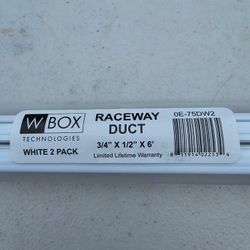 W BOX
TECHNOLOGIES
WHITE 2 PACK
RACEWAY
DUCT
3/4" X 1/2" X 6'
Limited Lifetime Warranty
0E-75DW2